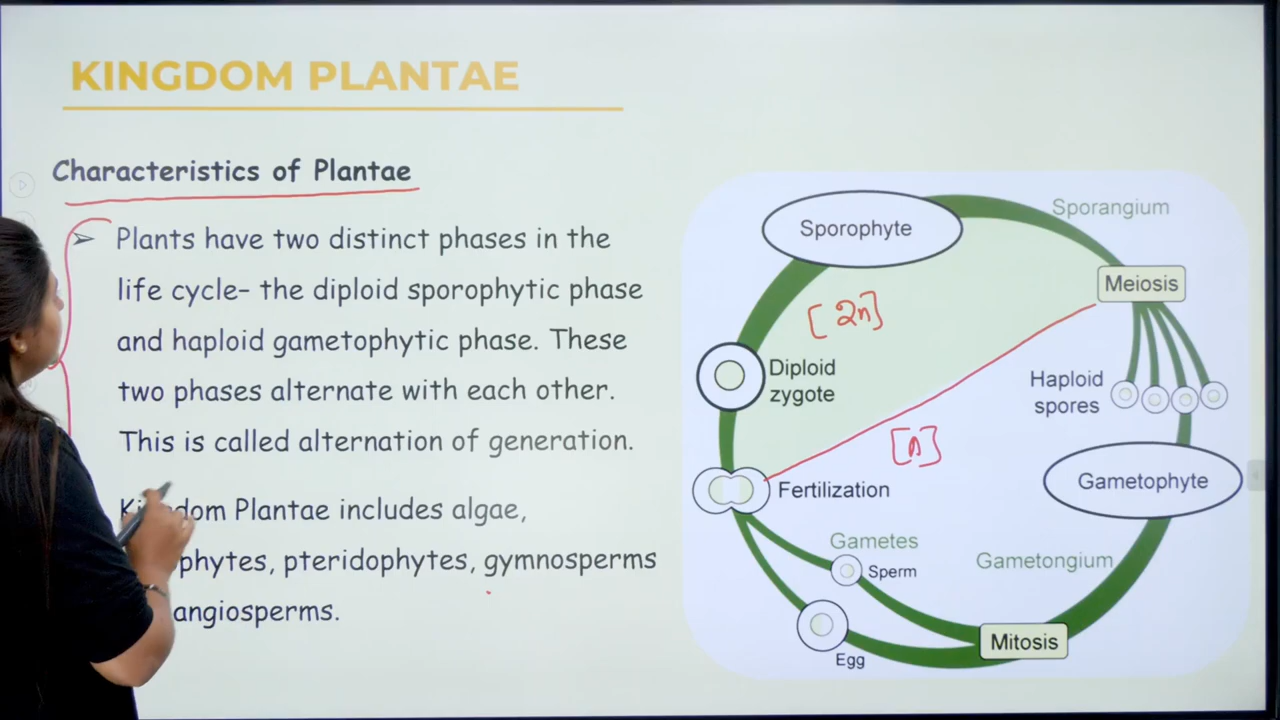 KINGDOM PLANTAE
Characteristics of Plantae
➢ Plants have two distinct phases in the
life cycle– the diploid sporophytic phase
and haploid gametophytic phase. These
two phases alternate with each other.
This is called alternation of generation.
Kingdom Plantae includes algae,
phytes, pteridophytes, gymnosperms
angiosperms.
Sporophyte
Sporangium
Meiosis
[2n]
Diploid
zygote
Haploid
spores
[n]
Gametophyte
Fertilization
Gametes
Sperm
Gametongium
Egg
Mitosis